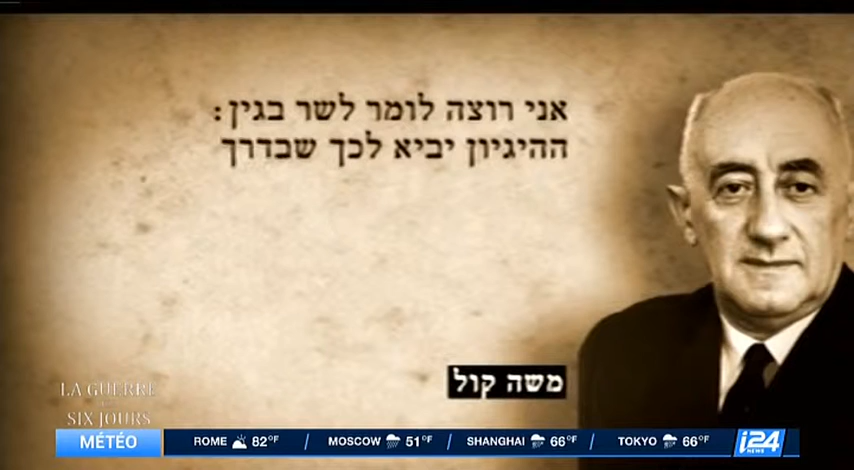 אני רוצה לומר לשר בגין:
ההיגיון יביא לכך שבדרך
משה קול
LA GUERRE
SIX JOURS
MÉTÉO
ROME 82°F / MOSCOW 51°F / SHANGHAI 66°F / TOKYO 66°F
i24
NEWS